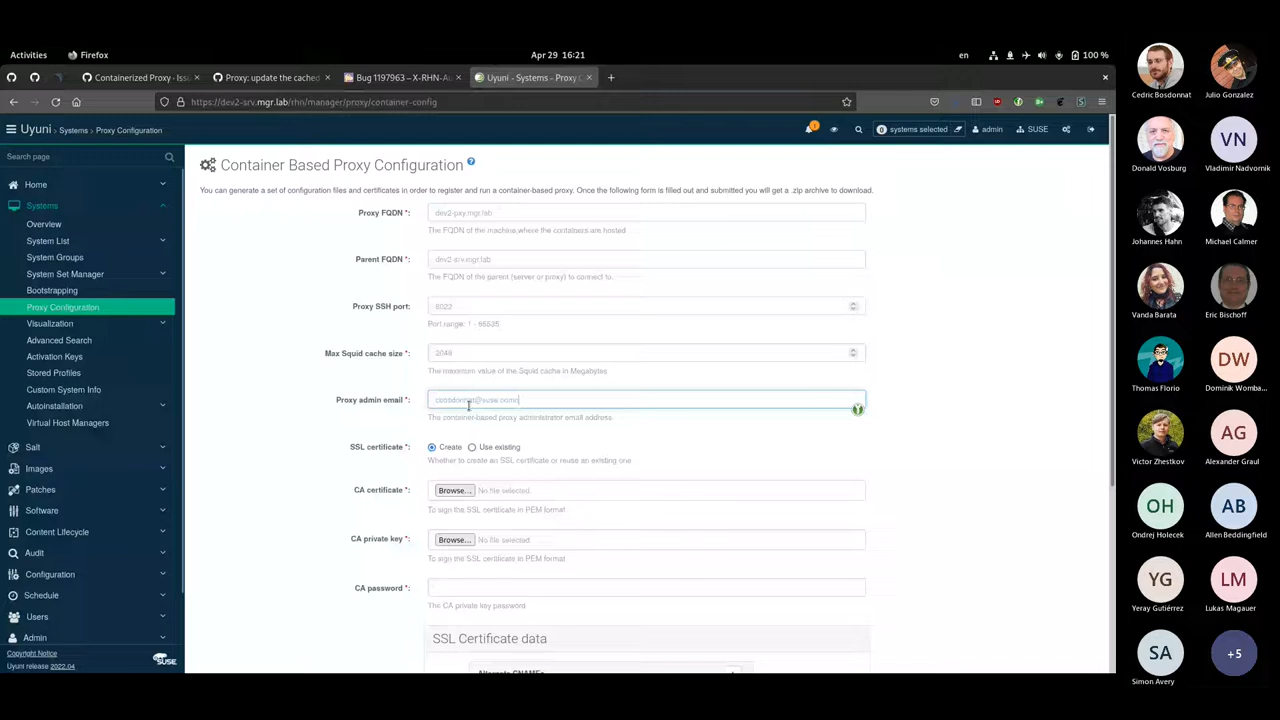 Activities
Firefox
Apr 29 16:21
en
100 %
Containerized Proxy - Issu
Proxy: update the cached
Bug 1197963 – X-RHN-Au
Uyuni - Systems - Proxy C
https://dev2-srv.mgr.lab/rhn/manager/proxy/container-config
Uyuni > Systems > Proxy Configuration
1
0 systems selected
admin
SUSE
Search page
Home
Systems
Overview
System List
System Groups
System Set Manager
Bootstrapping
Proxy Configuration
Visualization
Advanced Search
Activation Keys
Stored Profiles
Custom System Info
Autoinstallation
Virtual Host Managers
Salt
Images
Patches
Software
Content Lifecycle
Audit
Configuration
Schedule
Users
Admin
Copyright Notice
Uyuni release 2022.04
SUSE
Container Based Proxy Configuration
You can generate a set of configuration files and certificates in order to register and run a container-based proxy. Once the following form is filled out and submitted you will get a .zip archive to download.
Proxy FQDN *:
dev2-pxy.mgr.lab
The FQDN of the machine where the containers are hosted
Parent FQDN *:
dev2-srv.mgr.lab
The FQDN of the parent (server or proxy) to connect to.
Proxy SSH port:
8022
Port range: 1 - 65535
Max Squid cache size *:
2048
The maximum value of the Squid cache in Megabytes
Proxy admin email *:
The container-based proxy administrator email address
SSL certificate *:
Create
Use existing
Whether to create an SSL certificate or reuse an existing one
CA certificate *:
Browse... No file selected.
To sign the SSL certificate in PEM format
CA private key *:
Browse... No file selected.
To sign the SSL certificate in PEM format
CA password *:
The CA private key password
SSL Certificate data
Alternate CNAMEs
Cedric Bosdonnat
Julio Gonzalez
Donald Vosburg
VN
Vladimir Nadvornik
Johannes Hahn
Michael Calmer
Vanda Barata
Eric Bischoff
Thomas Florio
DW
Dominik Womba...
Victor Zhestkov
AG
Alexander Graul
OH
Ondrej Holecek
AB
Allen Beddingfield
YG
Yeray Gutiérrez
LM
Lukas Magauer
SA
Simon Avery
+5